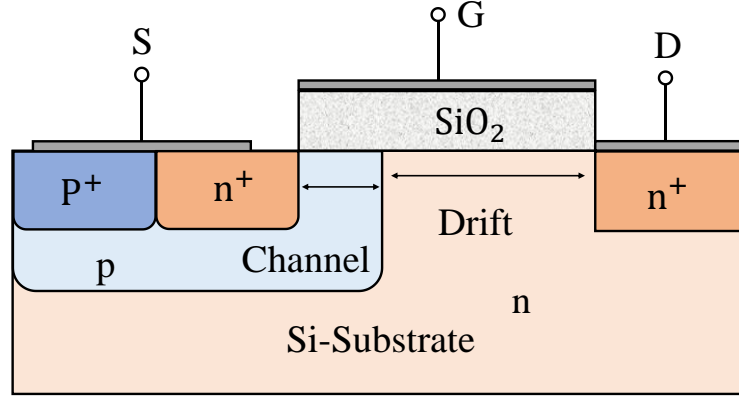 S
G
D
SiO₂
P⁺
n⁺
n⁺
Drift
Channel
p
n
Si-Substrate